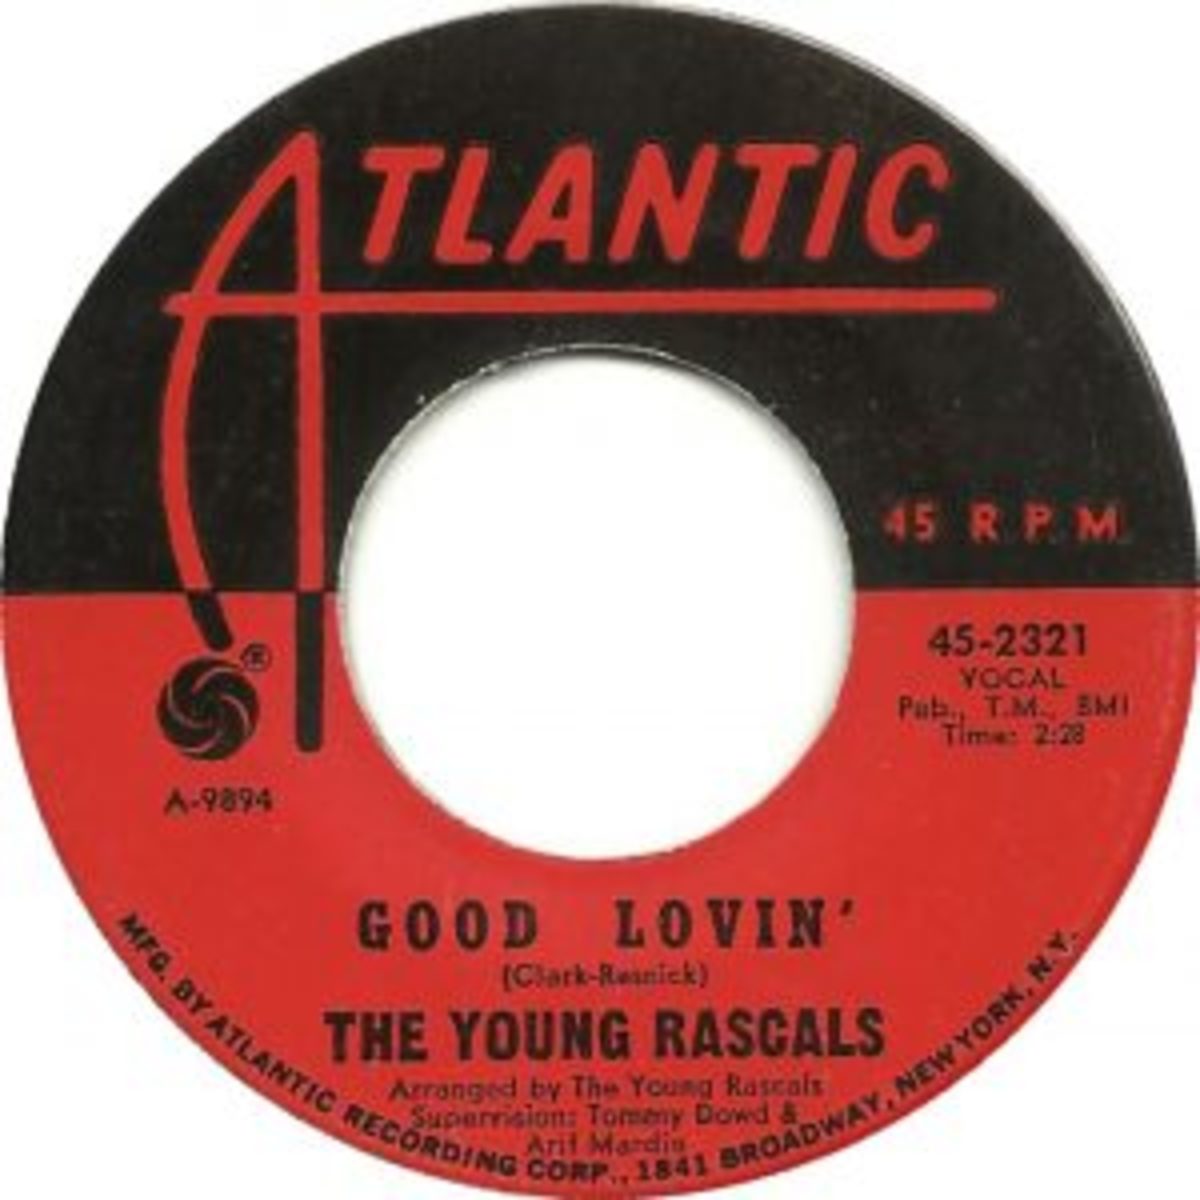 ATLANTIC
45 R P M
45-2321
VOCAL
Pub., T.M., BMI
Time: 2:28
®
A-9894
GOOD LOVIN'
(Clark-Resnick)
THE YOUNG RASCALS
Arranged by The Young Rascals
Supervision: Tommy Dowd &
Arif Mardin
MFG. BY ATLANTIC RECORDING CORP., 1841 BROADWAY, NEW YORK, N.Y.